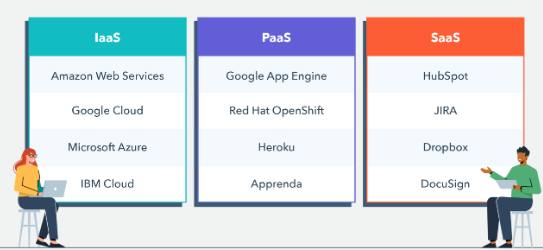 IaaS
Amazon Web Services
Google Cloud
Microsoft Azure
IBM Cloud
PaaS
Google App Engine
Red Hat OpenShift
Heroku
Apprenda
SaaS
HubSpot
JIRA
Dropbox
DocuSign